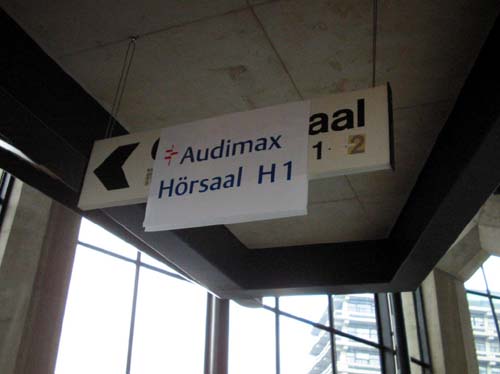 Audimax
Hörsaal H1
aal
1 2